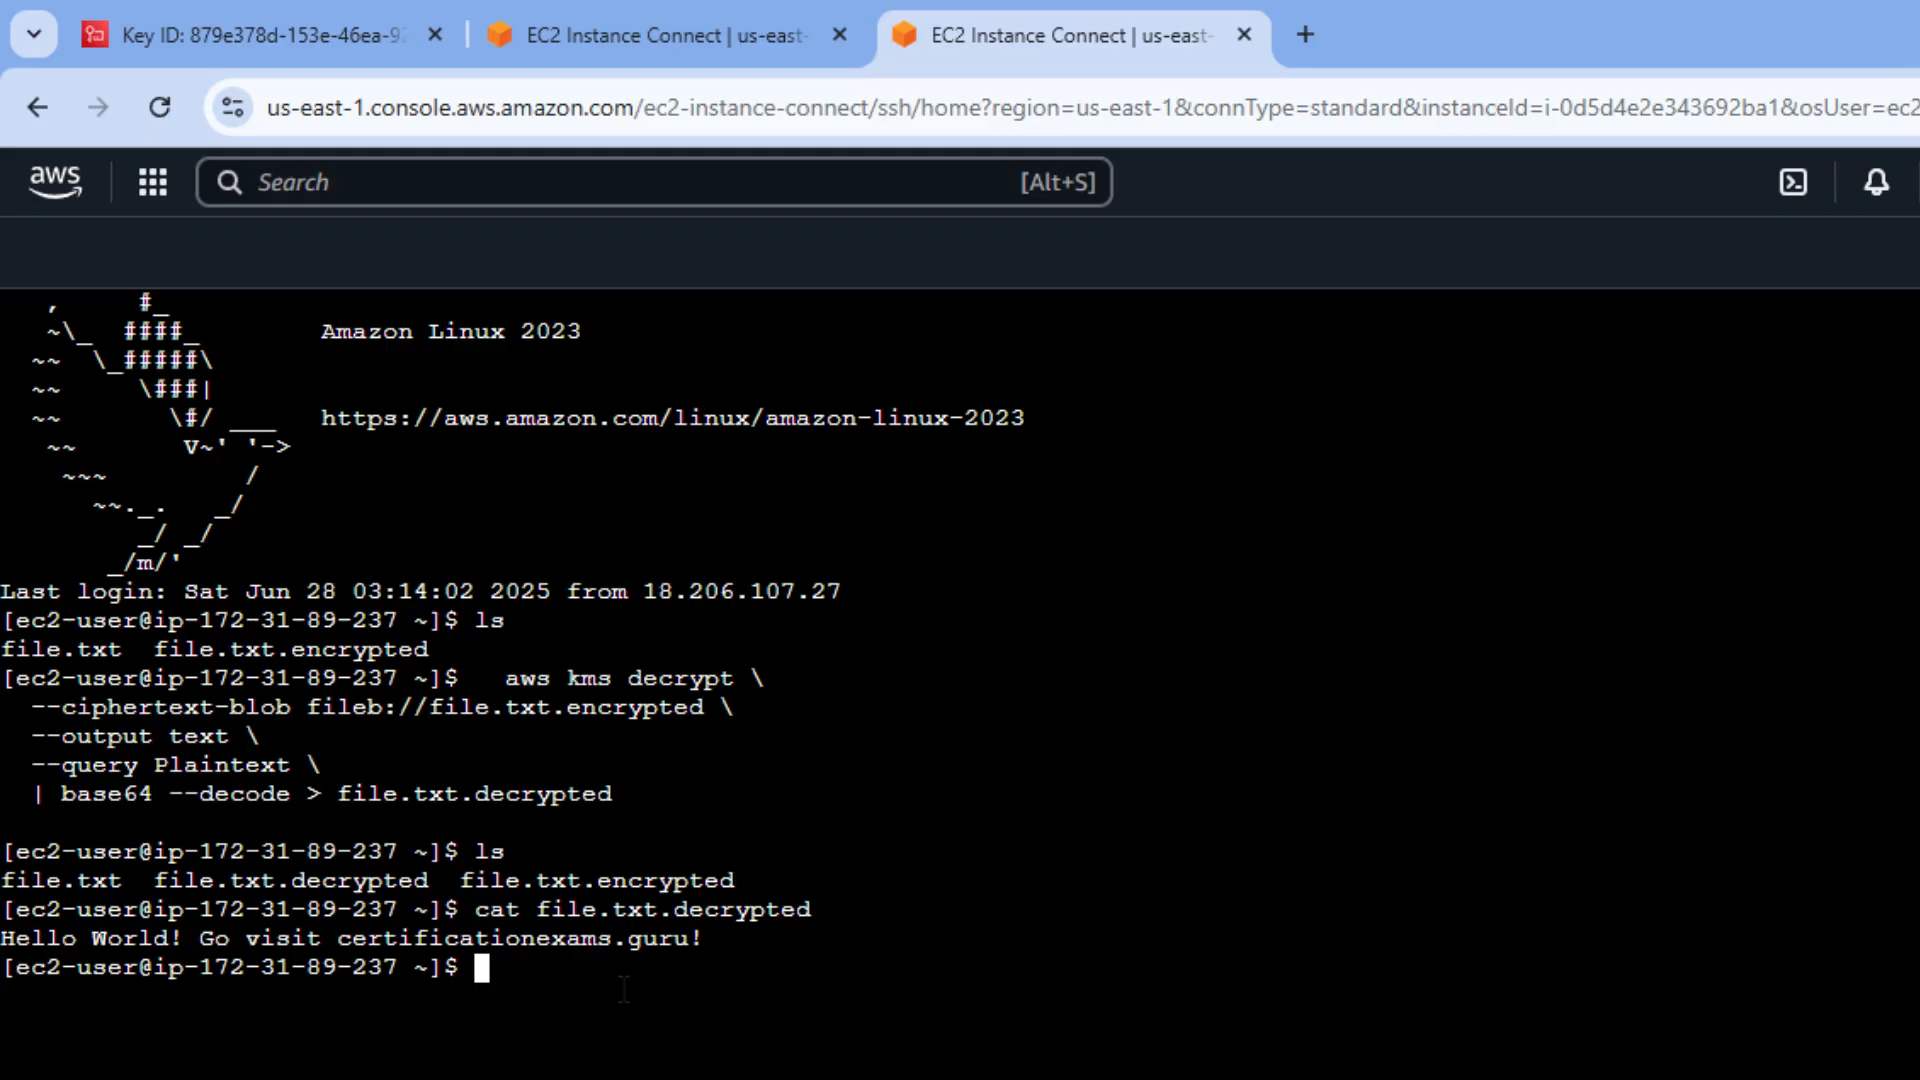 Key ID: 879e378d-153e-46ea-92
EC2 Instance Connect | us-east-
EC2 Instance Connect | us-east-
us-east-1.console.aws.amazon.com/ec2-instance-connect/ssh/home?region=us-east-1&connType=standard&instanceId=i-0d5d4e2e343692ba1&osUser=ec2
aws
Search
[Alt+S]
   ,     #_
   ~\_  ####_        Amazon Linux 2023
  ~~  \_#####\
  ~~     \###|
  ~~       \#/ ___   https://aws.amazon.com/linux/amazon-linux-2023
   ~~       V~' '->
    ~~~         /
      ~~._.   _/
         _/ _/
       _/m/'
Last login: Sat Jun 28 03:14:02 2025 from 18.206.107.27
[ec2-user@ip-172-31-89-237 ~]$ ls
file.txt  file.txt.encrypted
[ec2-user@ip-172-31-89-237 ~]$   aws kms decrypt \
  --ciphertext-blob fileb://file.txt.encrypted \
  --output text \
  --query Plaintext \
  | base64 --decode > file.txt.decrypted
[ec2-user@ip-172-31-89-237 ~]$ ls
file.txt  file.txt.decrypted  file.txt.encrypted
[ec2-user@ip-172-31-89-237 ~]$ cat file.txt.decrypted
Hello World! Go visit certificationexams.guru!
[ec2-user@ip-172-31-89-237 ~]$